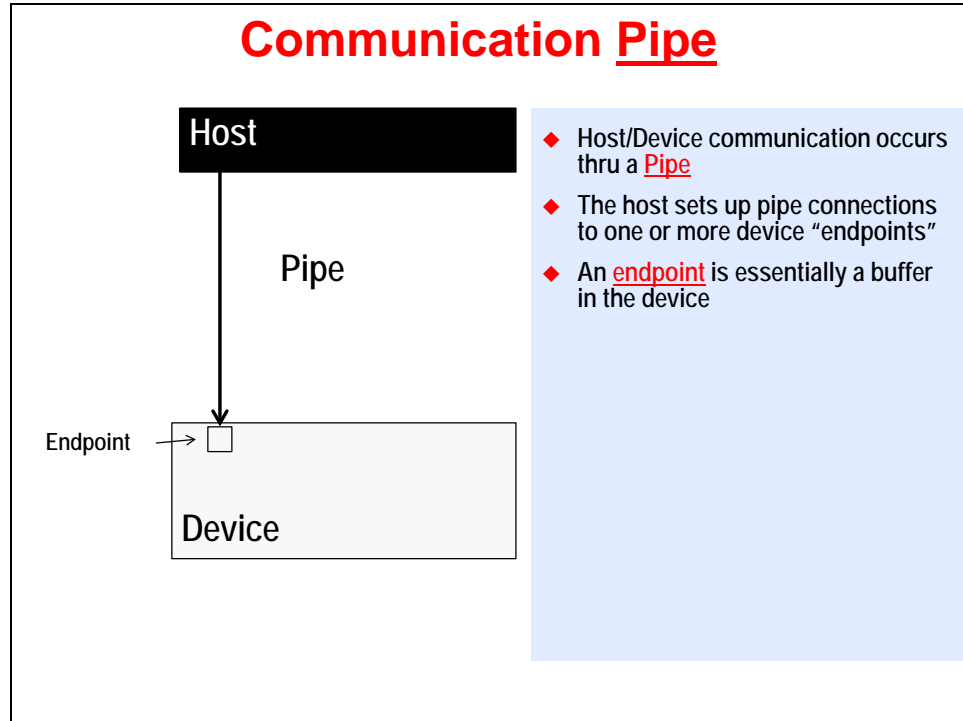 Communication Pipe
Host
Pipe
Endpoint
Device
◆ Host/Device communication occurs
thru a Pipe
◆ The host sets up pipe connections
to one or more device “endpoints”
◆ An endpoint is essentially a buffer
in the device